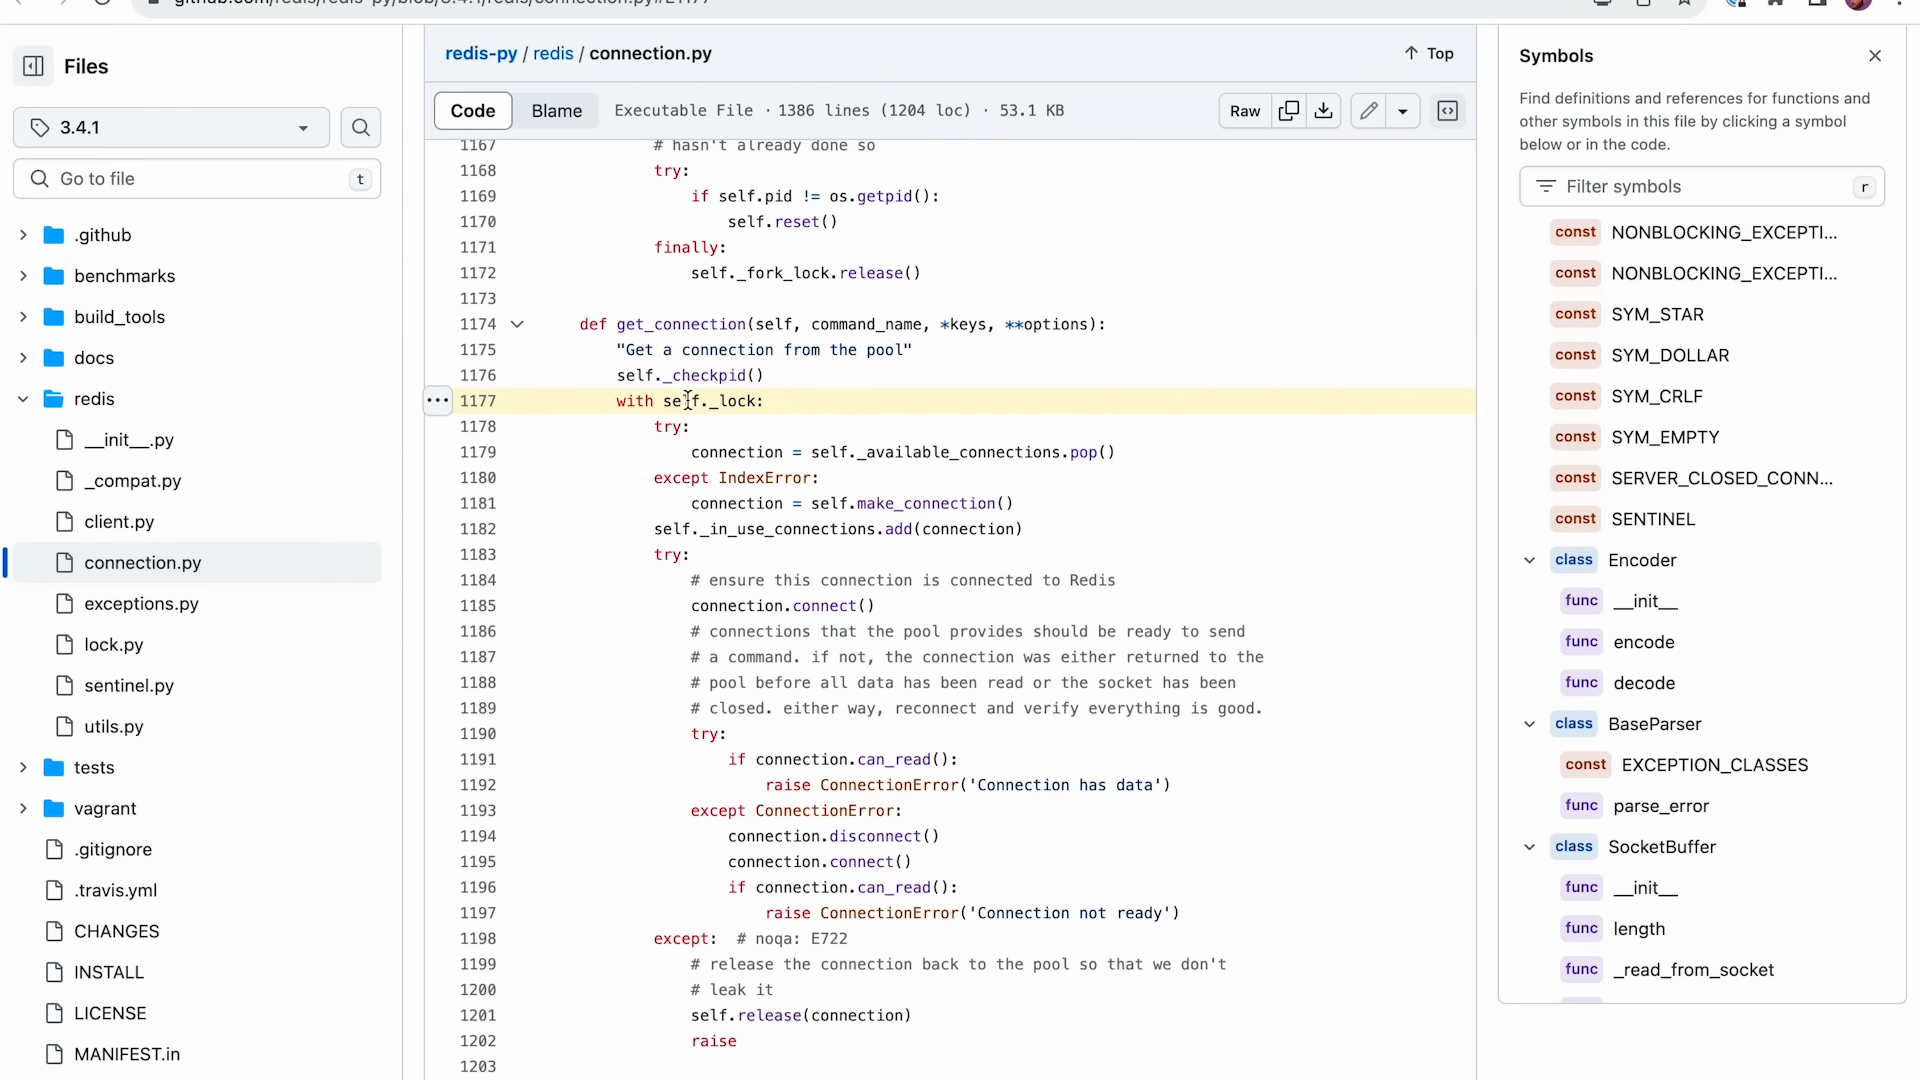 Files
3.4.1
Go to file
t
.github
benchmarks
build_tools
docs
redis
__init__.py
_compat.py
client.py
connection.py
exceptions.py
lock.py
sentinel.py
utils.py
tests
vagrant
.gitignore
.travis.yml
CHANGES
INSTALL
LICENSE
MANIFEST.in
redis-py / redis / connection.py
Top
Code Blame Executable File · 1386 lines (1204 loc) · 53.1 KB
Raw
1167 # hasn't already done so
1168 try:
1169 if self.pid != os.getpid():
1170 self.reset()
1171 finally:
1172 self._fork_lock.release()
1173
1174 def get_connection(self, command_name, *keys, **options):
1175 "Get a connection from the pool"
1176 self._checkpid()
1177 with self._lock:
1178 try:
1179 connection = self._available_connections.pop()
1180 except IndexError:
1181 connection = self.make_connection()
1182 self._in_use_connections.add(connection)
1183 try:
1184 # ensure this connection is connected to Redis
1185 connection.connect()
1186 # connections that the pool provides should be ready to send
1187 # a command. if not, the connection was either returned to the
1188 # pool before all data has been read or the socket has been
1189 # closed. either way, reconnect and verify everything is good.
1190 try:
1191 if connection.can_read():
1192 raise ConnectionError('Connection has data')
1193 except ConnectionError:
1194 connection.disconnect()
1195 connection.connect()
1196 if connection.can_read():
1197 raise ConnectionError('Connection not ready')
1198 except: # noqa: E722
1199 # release the connection back to the pool so that we don't
1200 # leak it
1201 self.release(connection)
1202 raise
1203
Symbols
Find definitions and references for functions and
other symbols in this file by clicking a symbol
below or in the code.
Filter symbols
r
const NONBLOCKING_EXCEPTI...
const NONBLOCKING_EXCEPTI...
const SYM_STAR
const SYM_DOLLAR
const SYM_CRLF
const SYM_EMPTY
const SERVER_CLOSED_CONN...
const SENTINEL
class Encoder
func __init__
func encode
func decode
class BaseParser
const EXCEPTION_CLASSES
func parse_error
class SocketBuffer
func __init__
func length
func _read_from_socket